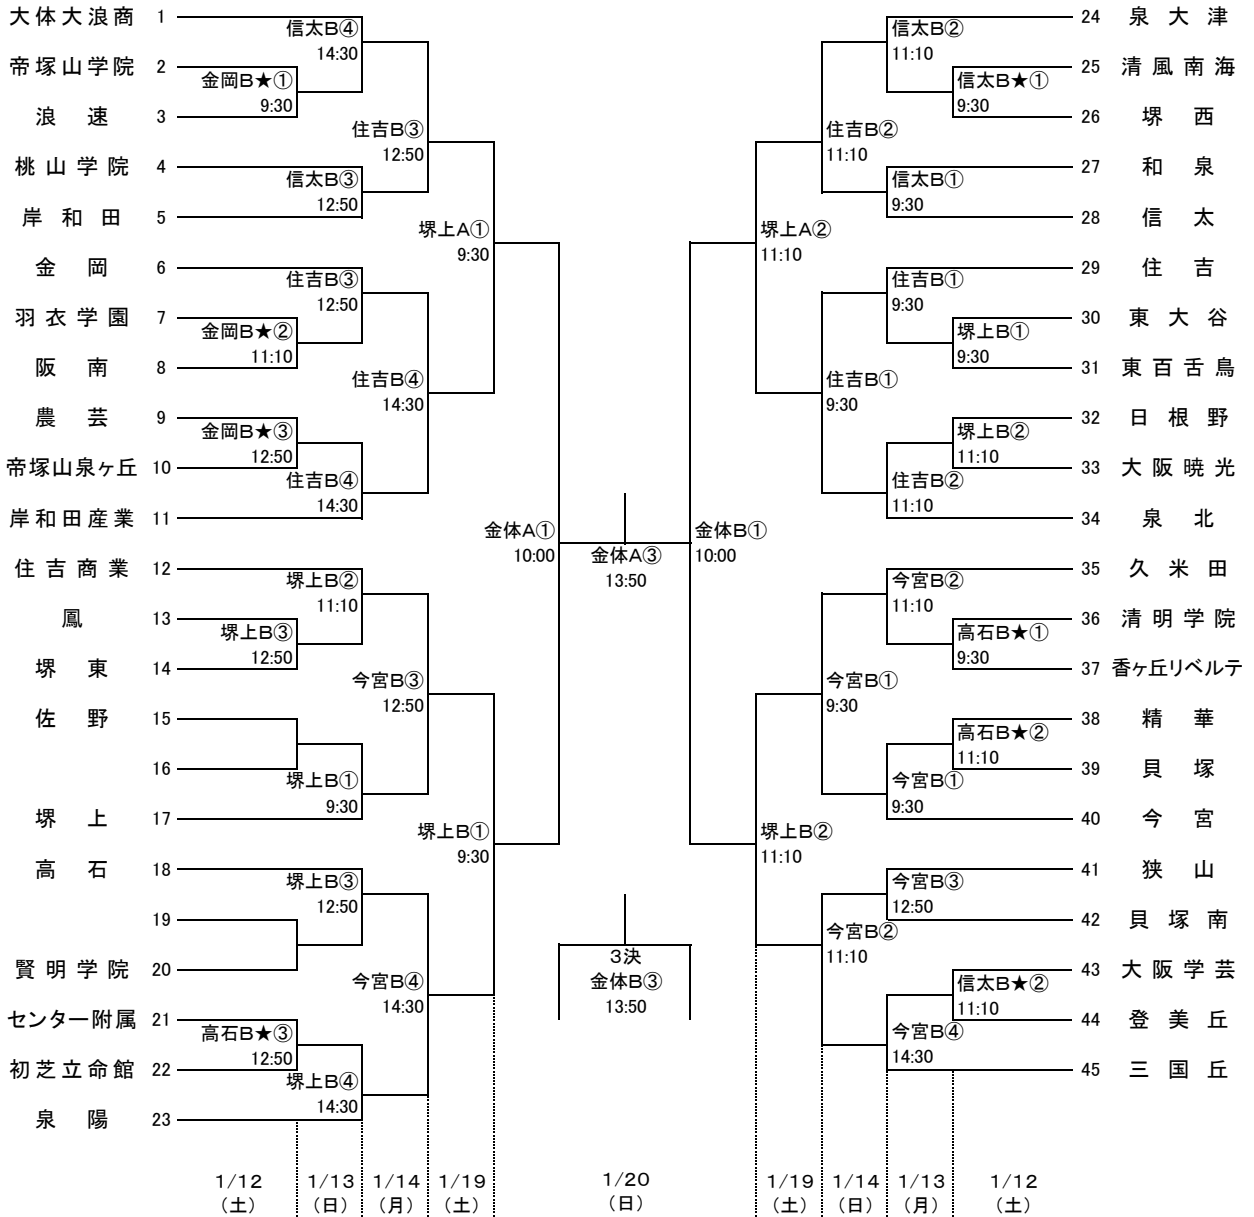 大体大浪商 1
帝塚山学院 2
浪速 3
桃山学院 4
岸和田 5
金岡 6
羽衣学園 7
阪南 8
農芸 9
帝塚山泉ヶ丘 10
岸和田産業 11
住吉商業 12
鳳 13
堺東 14
佐野 15
16
堺上 17
高石 18
19
賢明学院 20
センター附属 21
初芝立命館 22
泉陽 23
金岡B★①
9:30
金岡B★②
11:10
金岡B★③
12:50
堺上B③
12:50
高石B★③
12:50
信太B④
14:30
信太B③
12:50
住吉B③
12:50
住吉B④
14:30
堺上B②
11:10
堺上B①
9:30
堺上B③
12:50
堺上B④
14:30
住吉B③
12:50
住吉B④
14:30
今宮B③
12:50
今宮B④
14:30
堺上A①
9:30
堺上B①
9:30
金体A①
10:00
金体A③
13:50
3決
金体B③
13:50
金体B①
10:00
堺上A②
11:10
堺上B②
11:10
住吉B②
11:10
住吉B①
9:30
今宮B①
9:30
今宮B②
11:10
信太B②
11:10
信太B①
9:30
住吉B①
9:30
住吉B②
11:10
今宮B②
11:10
今宮B①
9:30
今宮B③
12:50
今宮B④
14:30
信太B★①
9:30
堺上B①
9:30
堺上B②
11:10
高石B★①
9:30
高石B★②
11:10
信太B★②
11:10
24 泉大津
25 清風南海
26 堺西
27 和泉
28 信太
29 住吉
30 東大谷
31 東百舌鳥
32 日根野
33 大阪暁光
34 泉北
35 久米田
36 清明学院
37 香ヶ丘リベルテ
38 精華
39 貝塚
40 今宮
41 狭山
42 貝塚南
43 大阪学芸
44 登美丘
45 三国丘
1/12 1/13 1/14 1/19 1/20 1/19 1/14 1/13 1/12
(土) (日) (月) (土) (日) (土) (日) (月) (土)